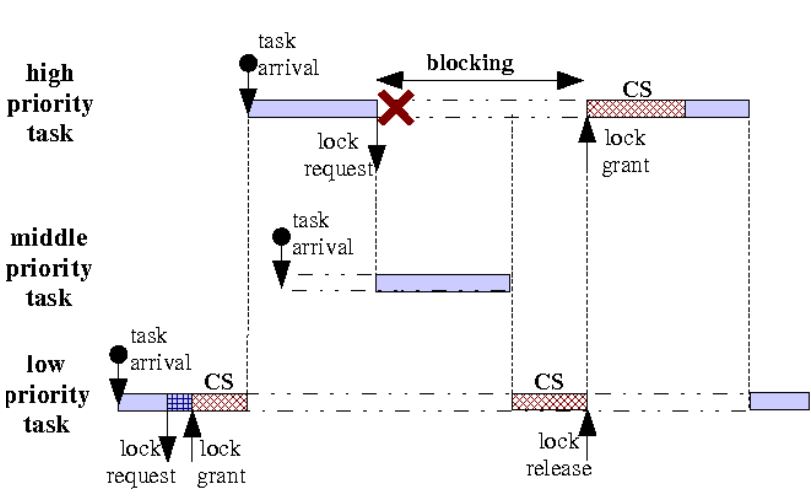 task
arrival
high
priority
task
blocking
CS
lock
request
lock
grant
task
arrival
middle
priority
task
task
arrival
low
priority
task
CS
CS
lock
request
lock
grant
lock
release